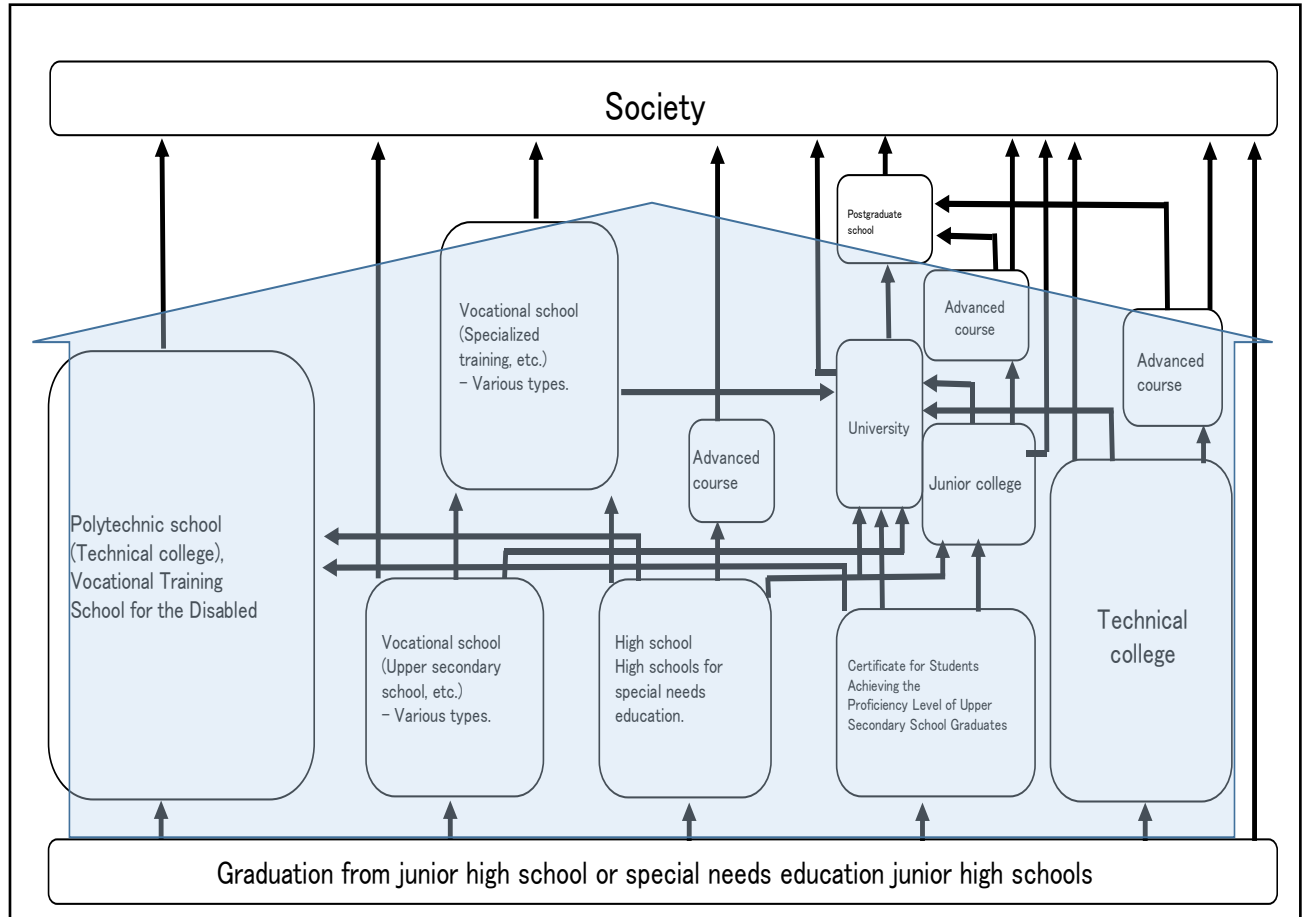 Society
Postgraduate
school
Vocational school
(Specialized
training, etc.)
– Various types.
Advanced
course
Advanced
course
University
Advanced
course
Junior college
Polytechnic school
(Technical college),
Vocational Training
School for the Disabled
Vocational school
(Upper secondary
school, etc.)
– Various types.
High school
High schools for
special needs
education.
Certificate for Students
Achieving the
Proficiency Level of Upper
Secondary School Graduates
Technical
college
Graduation from junior high school or special needs education junior high schools